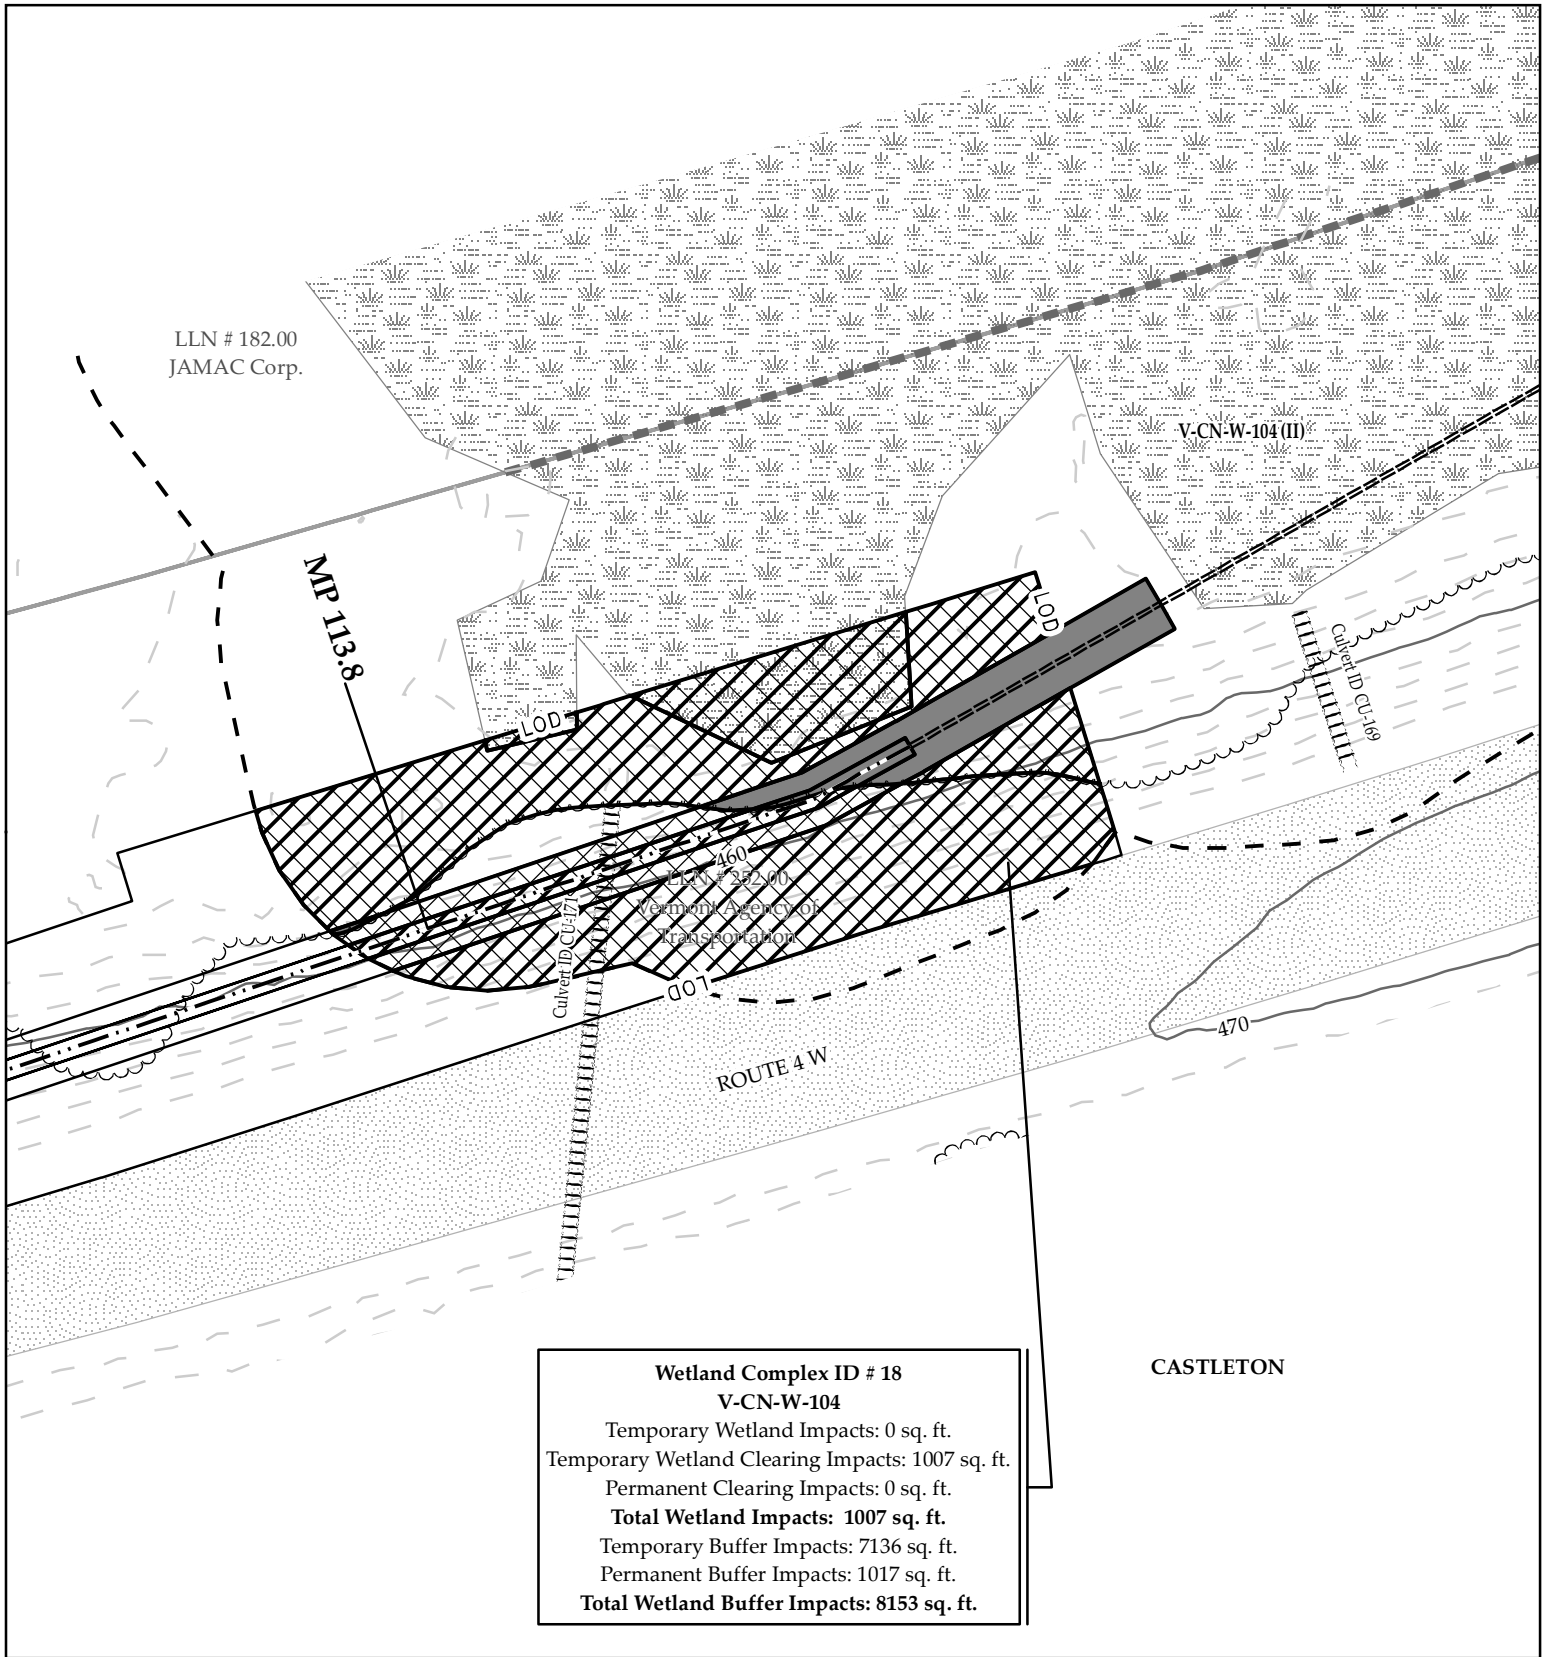 LLN # 182.00
JAMAC Corp.
V-CN-W-104 (II)
MP 113.8
LOD
Culvert ID CU-169
LOD
460
LLN # 252.00
Vermont Agency of
Transportation
Culvert ID CU-171
LOD
470
ROUTE 4 W
CASTLETON
Wetland Complex ID # 18
V-CN-W-104
Temporary Wetland Impacts: 0 sq. ft.
Temporary Wetland Clearing Impacts: 1007 sq. ft.
Permanent Clearing Impacts: 0 sq. ft.
Total Wetland Impacts:  1007 sq. ft.
Temporary Buffer Impacts: 7136 sq. ft.
Permanent Buffer Impacts: 1017 sq. ft.
Total Wetland Buffer Impacts: 8153 sq. ft.